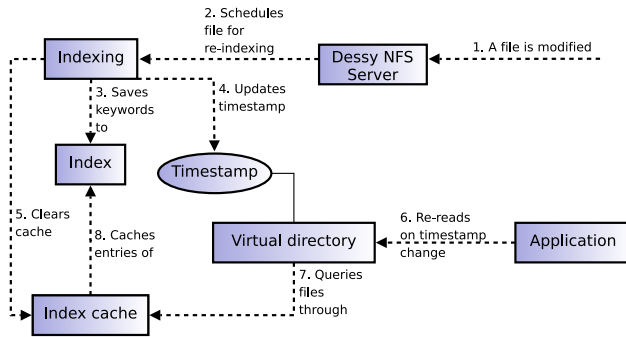 2. Schedules
file for
re-indexing
1. A file is modified
Indexing
Dessy NFS
Server
3. Saves
keywords
to
4. Updates
timestamp
Index
Timestamp
5. Clears
cache
8. Caches
entries of
Virtual directory
6. Re-reads
on timestamp
change
Application
7. Queries
files
through
Index cache